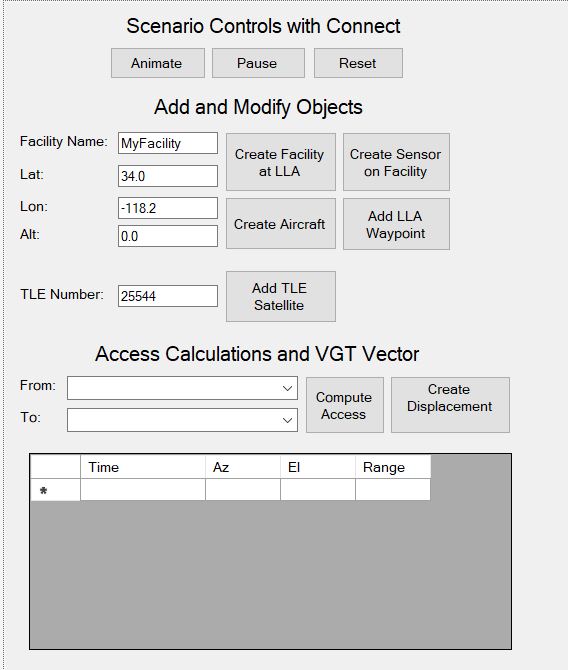 Scenario Controls with Connect
Animate Pause Reset
Add and Modify Objects
Facility Name: MyFacility
Create Facility
at LLA
Create Sensor
on Facility
Lat: 34.0
Lon: -118.2
Alt: 0.0
Create Aircraft
Add LLA
Waypoint
TLE Number: 25544
Add TLE
Satellite
Access Calculations and VGT Vector
From:
To:
Compute
Access
Create
Displacement
Time Az El Range
*